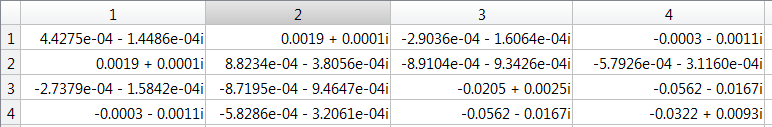 1 2 3 4
1 4.4275e-04 - 1.4486e-04i 0.0019 + 0.0001i -2.9036e-04 - 1.6064e-04i -0.0003 - 0.0011i
2 0.0019 + 0.0001i 8.8234e-04 - 3.8056e-04i -8.9104e-04 - 9.3426e-04i -5.7926e-04 - 3.1160e-04i
3 -2.7379e-04 - 1.5842e-04i -8.7195e-04 - 9.4647e-04i -0.0205 + 0.0025i -0.0562 - 0.0167i
4 -0.0003 - 0.0011i -5.8286e-04 - 3.2061e-04i -0.0562 - 0.0167i -0.0322 + 0.0093i